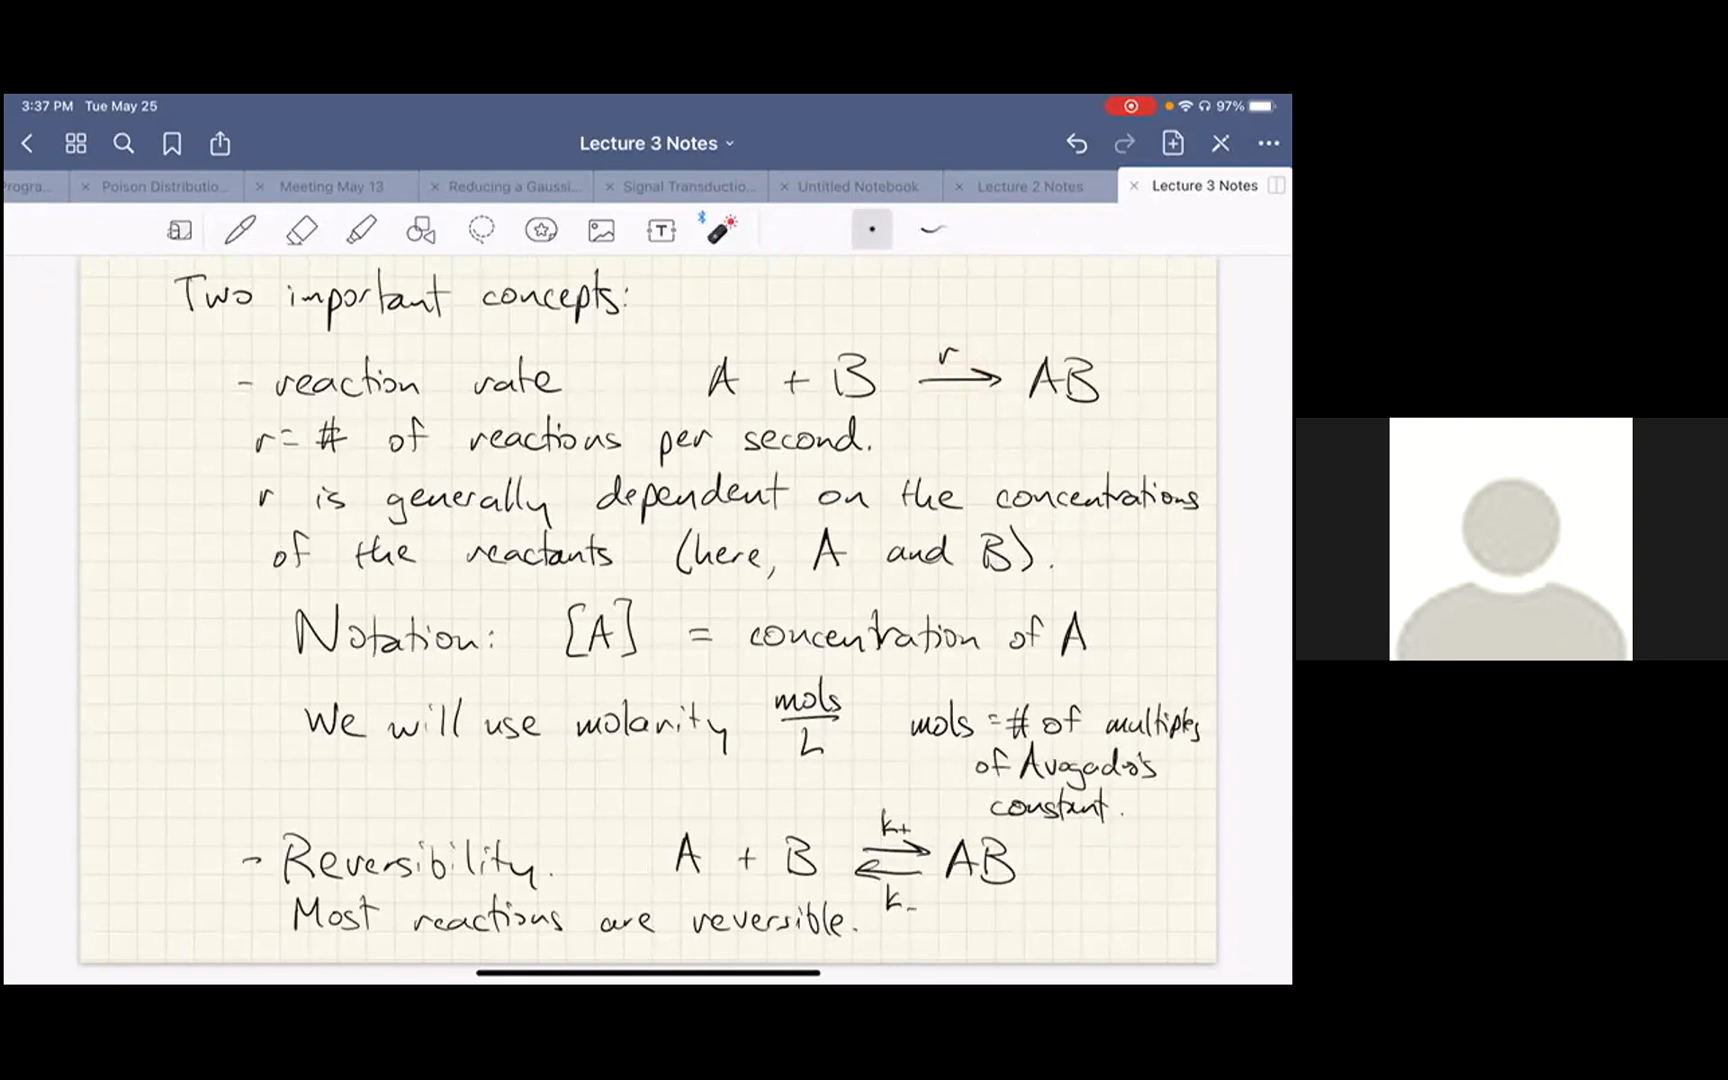 3:37 PM Tue May 25 97%
Lecture 3 Notes
Progra... Poison Distributio... Meeting May 13 Reducing a Gaussi... Signal Transductio... Untitled Notebook Lecture 2 Notes Lecture 3 Notes
T
Two important concepts:
- reaction rate A + B r→ AB
r = # of reactions per second.
r is generally dependent on the concentrations
of the reactants (here, A and B).
Notation: [A] = concentration of A
We will use molarity mols/L mols = # of multiples
of Avogado's
constant.
- Reversibility. A + B k+ ⇌ k- AB
Most reactions are reversible.